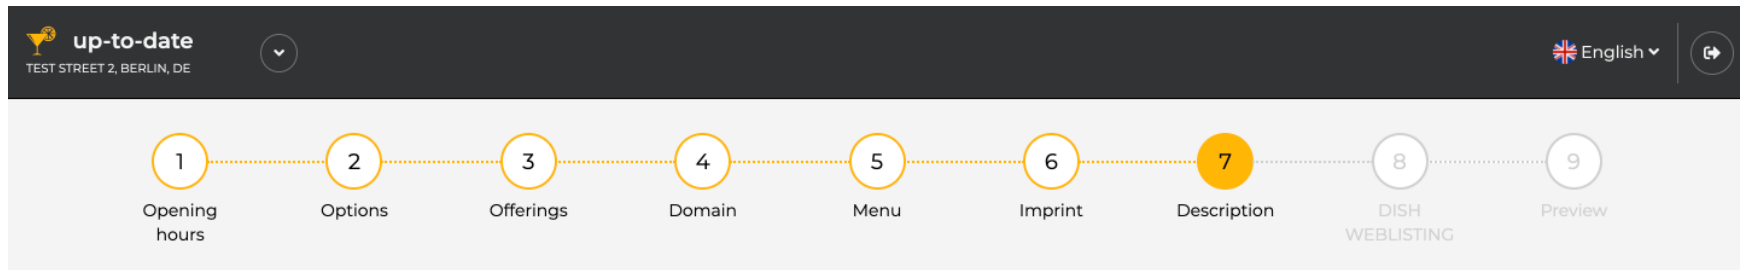 up-to-date
TEST STREET 2, BERLIN, DE
English
1
2
3
4
5
6
7
8
9
Opening
hours
Options
Offerings
Domain
Menu
Imprint
Description
DISH
WEBLISTING
Preview